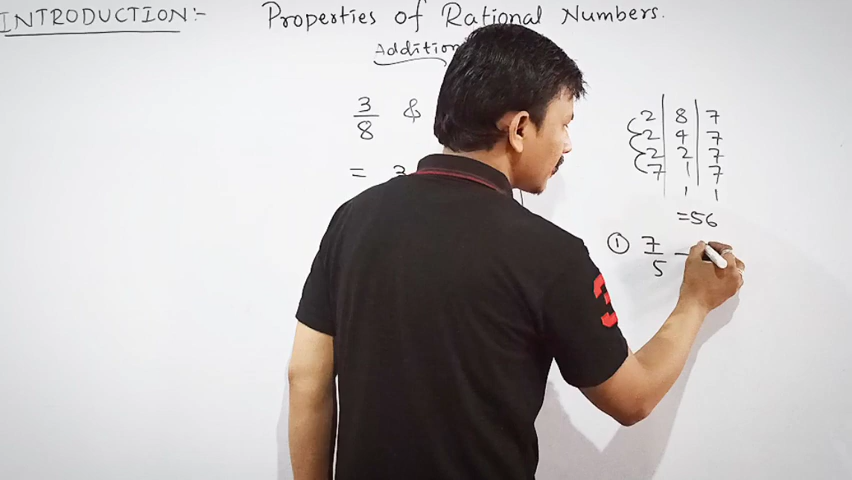 INTRODUCTION:-
Properties of Rational Numbers.
Addition
3/8 &
= 3
2 | 8 | 7
2 | 4 | 7
2 | 2 | 7
7 | 1 | 7
1 1
=56
① 7/5 —
3